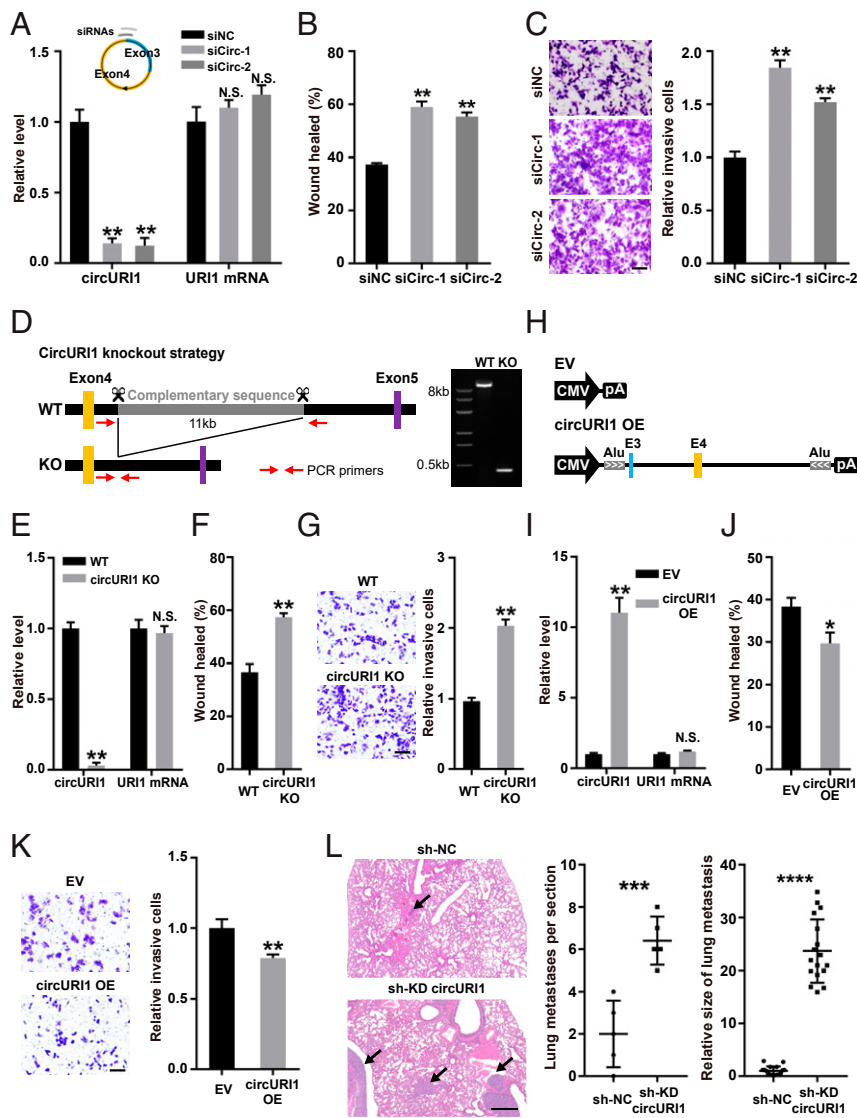 A
siRNAs
Exon3
Exon4
siNC
siCirc-1
siCirc-2
Relative level
1.5
1.0
0.5
0.0
**
**
N.S.
N.S.
circURI1
URI1 mRNA
B
Wound healed (%)
80
60
40
20
0
**
**
siNC
siCirc-1
siCirc-2
C
siNC
siCirc-1
siCirc-2
Relative invasive cells
2.0
1.5
1.0
0.5
0.0
**
**
siNC
siCirc-1
siCirc-2
D
CircURI1 knockout strategy
Exon4
Exon5
Complementary sequence
WT
11kb
KO
PCR primers
WT KO
8kb
0.5kb
H
EV
CMV
pA
circURI1 OE
Alu
E3
E4
Alu
CMV
>>>
<<<
pA
E
WT
circURI1 KO
Relative level
1.5
1.0
0.5
0.0
**
N.S.
circURI1
URI1 mRNA
F
Wound healed (%)
80
60
40
20
0
**
WT
circURI1
KO
G
WT
circURI1 KO
Relative invasive cells
3
2
1
0
**
WT
circURI1
KO
I
EV
circURI1
OE
Relative level
15
10
5
0
**
N.S.
circURI1
URI1 mRNA
J
Wound healed (%)
50
40
30
20
10
0
*
EV
circURI1
OE
K
EV
circURI1 OE
Relative invasive cells
1.5
1.0
0.5
0.0
**
EV
circURI1
OE
L
sh-NC
sh-KD circURI1
Lung metastases per section
10
8
6
4
2
0
***
sh-NC
sh-KD
circURI1
Relative size of lung metastasis
40
30
20
10
0
****
sh-NC
sh-KD
circURI1